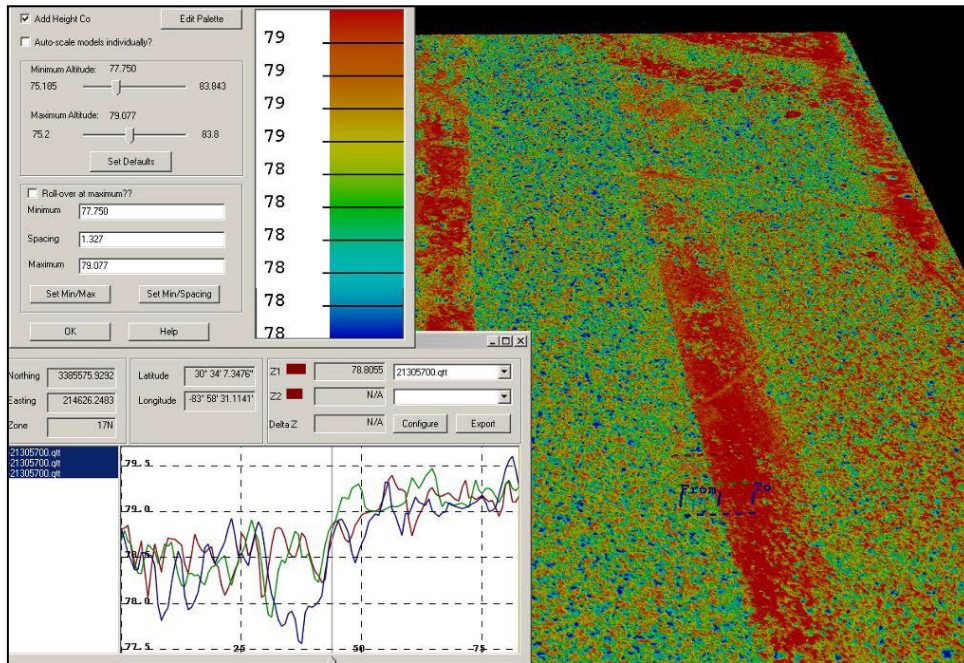 Add Height Co
Edit Palette
Auto-scale models individually?
Minimum Altitude: 77.750
75.185 83.843
Maximum Altitude: 79.077
75.2 83.8
Set Defaults
Roll-over at maximum??
Minimum 77.750
Spacing 1.327
Maximum 79.077
Set Min/Max Set Min/Spacing
OK Help
79
79
79
79
78
78
78
78
78
Northing 3385575.9292
Easting 214626.2483
Zone 17N
Latitude 30° 34' 7.3476"
Longitude -83° 58' 31.1141'
Z1 78.8055 21305700.qtt
Z2 N/A
Delta Z N/A Configure Export
-21305700.qtt
-21305700.qtt
-21305700.qtt
79.5
79.0
78.5
78.0
77.5
25 50 75
From To